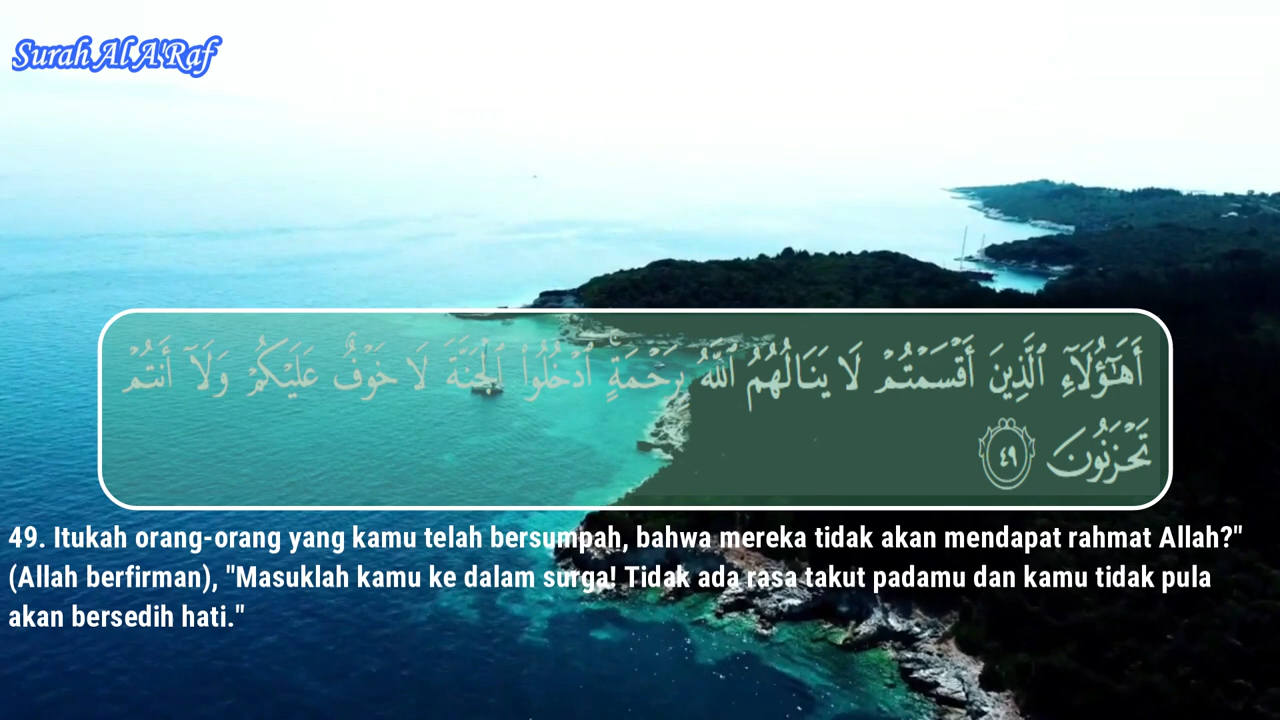 Surah Al A'Raf
أَهَـٰٓؤُلَآءِ ٱلَّذِينَ أَقْسَمْتُمْ لَا يَنَالُهُمُ ٱللَّهُ بِرَحْمَةٍ ۚ ٱدْخُلُوا۟ ٱلْجَنَّةَ لَا خَوْفٌ عَلَيْكُمْ وَلَآ أَنتُمْ
تَحْزَنُونَ ٤٩
49. Itukah orang-orang yang kamu telah bersumpah, bahwa mereka tidak akan mendapat rahmat Allah?"
(Allah berfirman), "Masuklah kamu ke dalam surga! Tidak ada rasa takut padamu dan kamu tidak pula
akan bersedih hati."